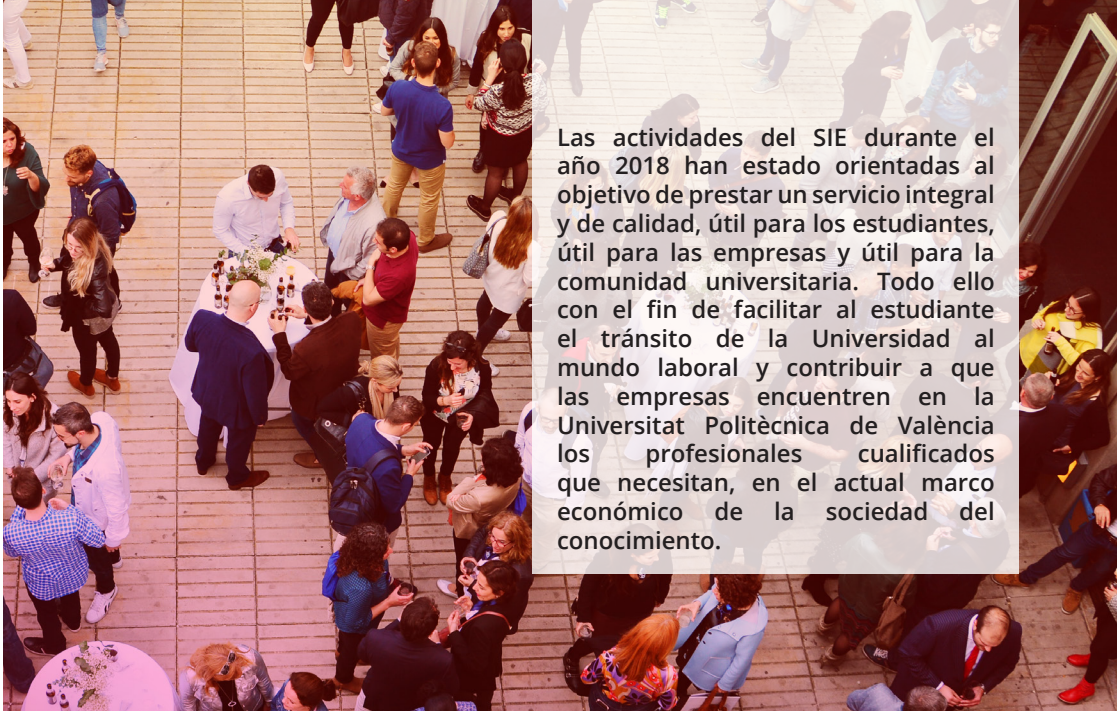 Las actividades del SIE durante el
año 2018 han estado orientadas al
objetivo de prestar un servicio integral
y de calidad, útil para los estudiantes,
útil para las empresas y útil para la
comunidad universitaria. Todo ello
con el fin de facilitar al estudiante
el tránsito de la Universidad al
mundo laboral y contribuir a que
las empresas encuentren en la
Universitat Politècnica de València
los profesionales cualificados
que necesitan, en el actual marco
económico de la sociedad del
conocimiento.